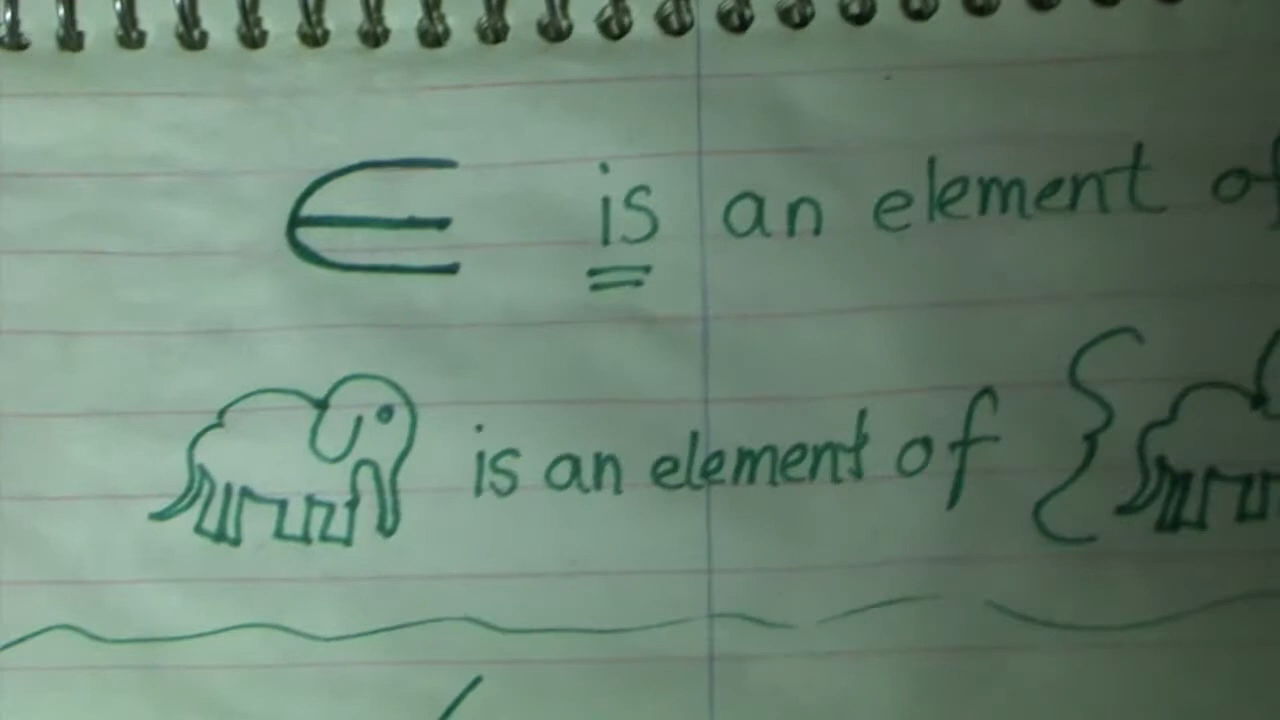 ∈ is an element of
is an element of {